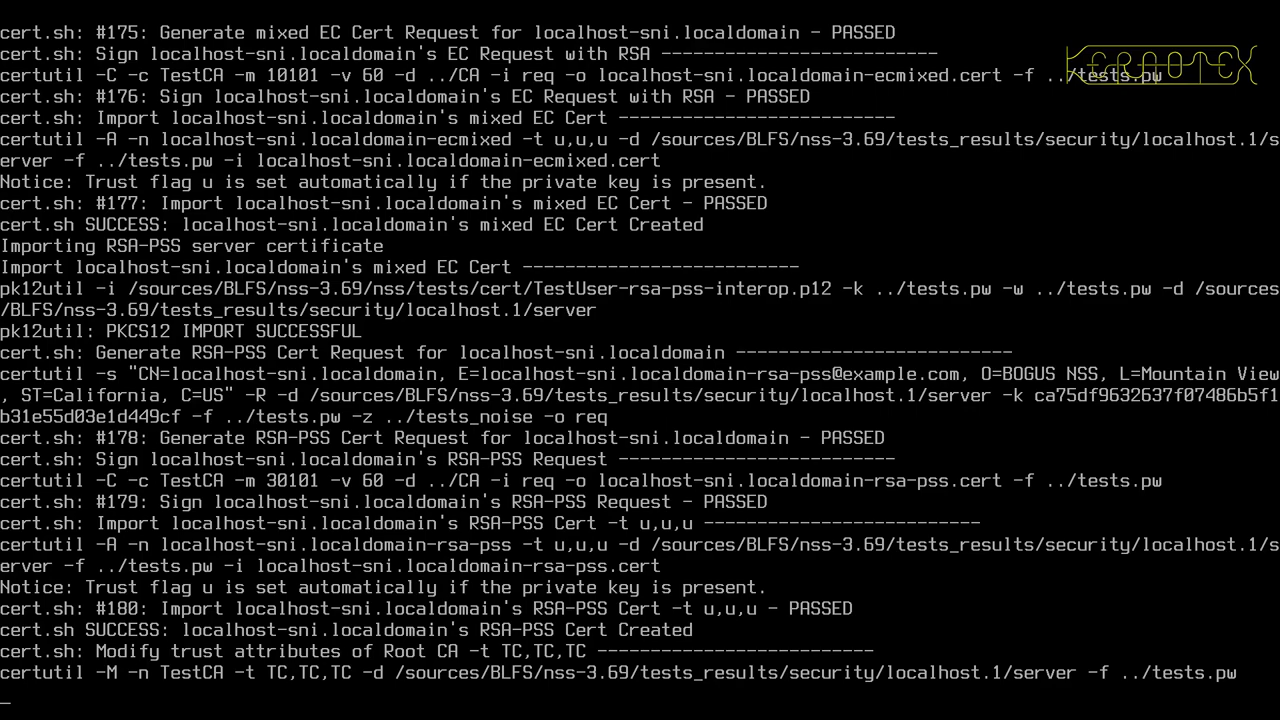 cert.sh: #175: Generate mixed EC Cert Request for localhost-sni.localdomain - PASSED
cert.sh: Sign localhost-sni.localdomain's EC Request with RSA --------------------------
certutil -C -c TestCA -m 10101 -v 60 -d ../CA -i req -o localhost-sni.localdomain-ecmixed.cert -f ../tests.pw
cert.sh: #176: Sign localhost-sni.localdomain's EC Request with RSA - PASSED
cert.sh: Import localhost-sni.localdomain's mixed EC Cert --------------------------
certutil -A -n localhost-sni.localdomain-ecmixed -t u,u,u -d /sources/BLFS/nss-3.69/tests_results/security/localhost.1/s
erver -f ../tests.pw -i localhost-sni.localdomain-ecmixed.cert
Notice: Trust flag u is set automatically if the private key is present.
cert.sh: #177: Import localhost-sni.localdomain's mixed EC Cert - PASSED
cert.sh SUCCESS: localhost-sni.localdomain's mixed EC Cert Created
Importing RSA-PSS server certificate
Import localhost-sni.localdomain's mixed EC Cert --------------------------
pk12util -i /sources/BLFS/nss-3.69/nss/tests/cert/TestUser-rsa-pss-interop.p12 -k ../tests.pw -w ../tests.pw -d /sources
/BLFS/nss-3.69/tests_results/security/localhost.1/server
pk12util: PKCS12 IMPORT SUCCESSFUL
cert.sh: Generate RSA-PSS Cert Request for localhost-sni.localdomain --------------------------
certutil -s "CN=localhost-sni.localdomain, E=localhost-sni.localdomain-rsa-pss@example.com, O=BOGUS NSS, L=Mountain View
, ST=California, C=US" -R -d /sources/BLFS/nss-3.69/tests_results/security/localhost.1/server -k ca75df9632637f07486b5f1
b31e55d03e1d449cf -f ../tests.pw -z ../tests_noise -o req
cert.sh: #178: Generate RSA-PSS Cert Request for localhost-sni.localdomain - PASSED
cert.sh: Sign localhost-sni.localdomain's RSA-PSS Request --------------------------
certutil -C -c TestCA -m 30101 -v 60 -d ../CA -i req -o localhost-sni.localdomain-rsa-pss.cert -f ../tests.pw
cert.sh: #179: Sign localhost-sni.localdomain's RSA-PSS Request - PASSED
cert.sh: Import localhost-sni.localdomain's RSA-PSS Cert -t u,u,u --------------------------
certutil -A -n localhost-sni.localdomain-rsa-pss -t u,u,u -d /sources/BLFS/nss-3.69/tests_results/security/localhost.1/s
erver -f ../tests.pw -i localhost-sni.localdomain-rsa-pss.cert
Notice: Trust flag u is set automatically if the private key is present.
cert.sh: #180: Import localhost-sni.localdomain's RSA-PSS Cert -t u,u,u - PASSED
cert.sh SUCCESS: localhost-sni.localdomain's RSA-PSS Cert Created
cert.sh: Modify trust attributes of Root CA -t TC,TC,TC --------------------------
certutil -M -n TestCA -t TC,TC,TC -d /sources/BLFS/nss-3.69/tests_results/security/localhost.1/server -f ../tests.pw
_